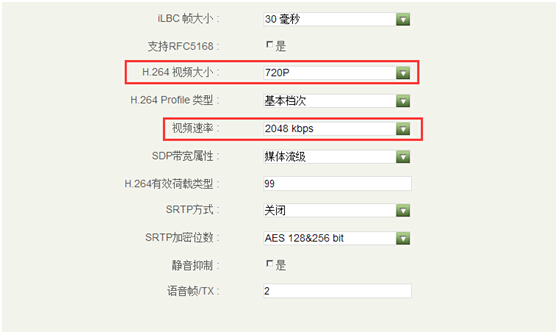 iLBC 帧大小 : 30 毫秒
支持RFC5168 : 是
H.264 视频大小 : 720P
H.264 Profile 类型 : 基本档次
视频速率 : 2048 kbps
SDP带宽属性 : 媒体流级
H.264有效荷载类型 : 99
SRTP方式 : 关闭
SRTP加密位数 : AES 128&256 bit
静音抑制 : 是
语音帧/TX : 2